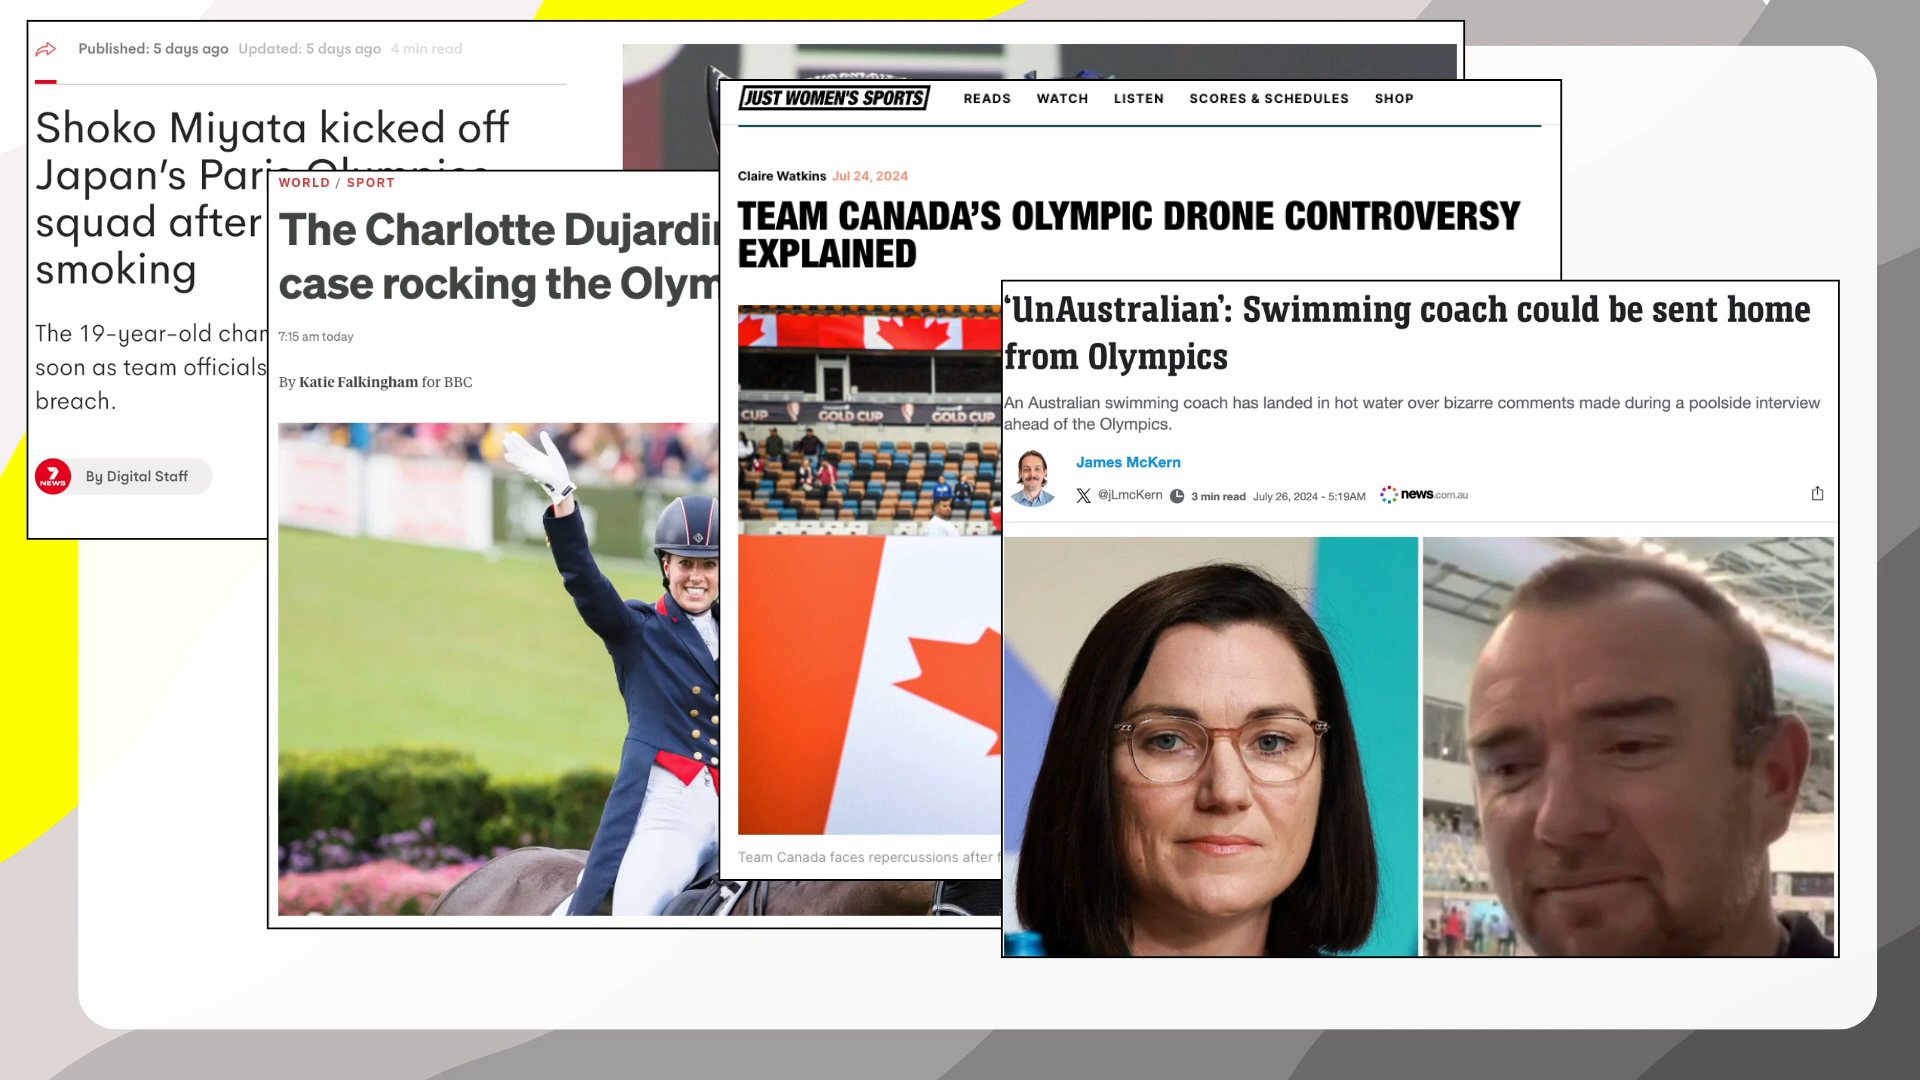 Published: 5 days ago Updated: 5 days ago 4 min read
Shoko Miyata kicked off
Japan's Paris Olympics
squad after
smoking
The 19-year-old char
soon as team officials
breach.
7
NEWS
By Digital Staff
WORLD / SPORT
The Charlotte Dujardin
case rocking the Olym
7:15 am today
By Katie Falkingham for BBC
JUST WOMEN'S SPORTS READS WATCH LISTEN SCORES & SCHEDULES SHOP
Claire Watkins Jul 24, 2024
TEAM CANADA'S OLYMPIC DRONE CONTROVERSY
EXPLAINED
CUP GOLD CUP GOLD CUP
Team Canada faces repercussions after f
'UnAustralian': Swimming coach could be sent home
from Olympics
An Australian swimming coach has landed in hot water over bizarre comments made during a poolside interview
ahead of the Olympics.
James McKern
@jLmcKern 3 min read July 26, 2024 - 5:19AM news.com.au